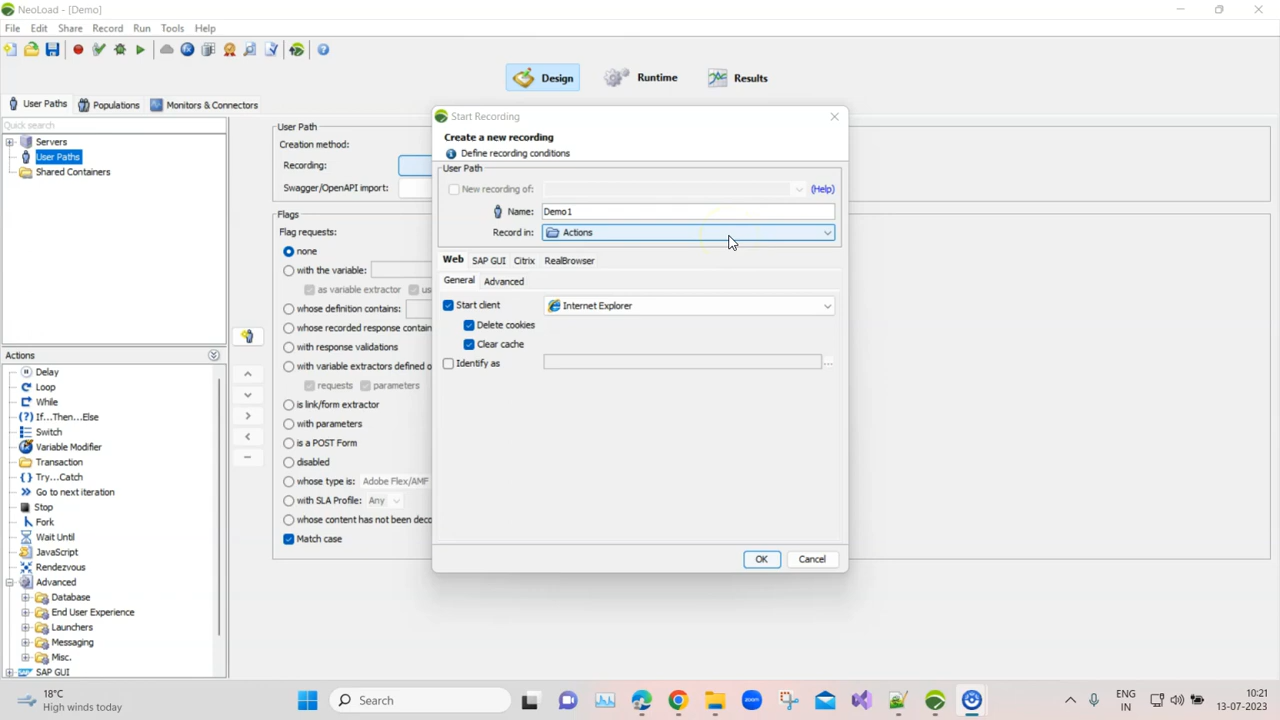 NeoLoad - [Demo]
File Edit Share Record Run Tools Help
Design Runtime Results
User Paths Populations Monitors & Connectors
Quick search
Servers
User Paths
Shared Containers
Actions
Delay
Loop
While
If...Then...Else
Switch
Variable Modifier
Transaction
Try...Catch
Go to next iteration
Stop
Fork
Wait Until
JavaScript
Rendezvous
Advanced
Database
End User Experience
Launchers
Messaging
Misc.
SAP GUI
User Path
Creation method:
Recording:
Swagger/OpenAPI import:
Flags
Flag requests:
none
with the variable:
as variable extractor
whose definition contains:
whose recorded response contain
with response validations
with variable extractors defined o
requests parameters
is link/form extractor
with parameters
is a POST Form
disabled
whose type is: Adobe Flex/AMF
with SLA Profile: Any
whose content has not been deco
Match case
Start Recording
Create a new recording
Define recording conditions
User Path
New recording of: (Help)
Name: Demo1
Record in: Actions
Web SAP GUI Citrix RealBrowser
General Advanced
Start client Internet Explorer
Delete cookies
Clear cache
Identify as ...
OK Cancel
18°C
High winds today
Search
zoom
ENG
IN
10:21
13-07-2023